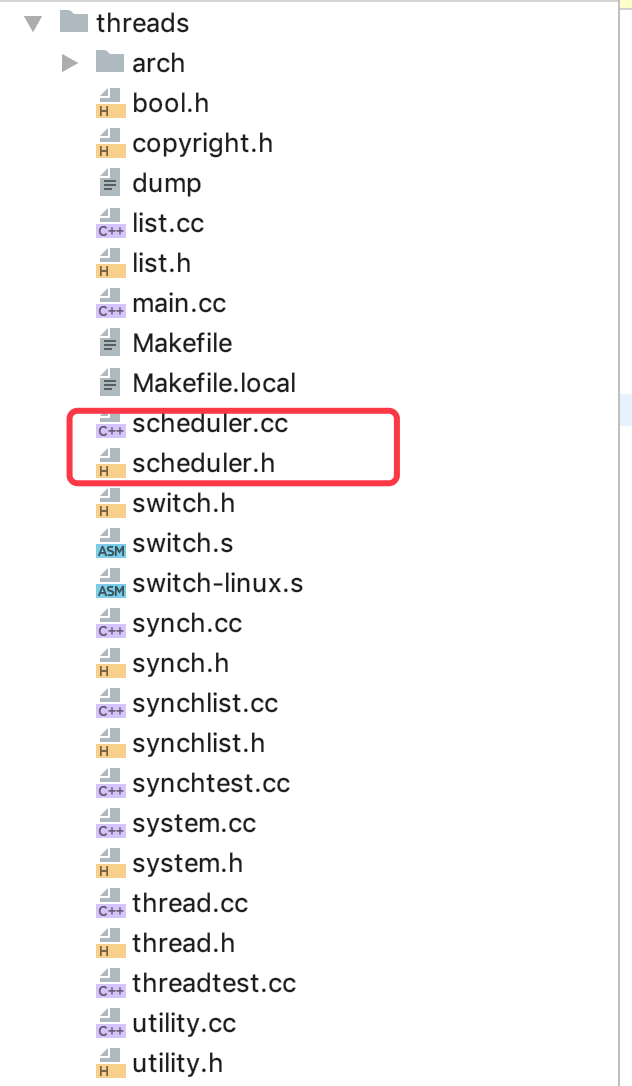 threads
arch
H bool.h
H copyright.h
dump
C++ list.cc
H list.h
C++ main.cc
Makefile
Makefile.local
C++ scheduler.cc
H scheduler.h
H switch.h
ASM switch.s
ASM switch-linux.s
C++ synch.cc
H synch.h
C++ synchlist.cc
H synchlist.h
C++ synchtest.cc
C++ system.cc
H system.h
C++ thread.cc
H thread.h
C++ threadtest.cc
C++ utility.cc
H utility.h